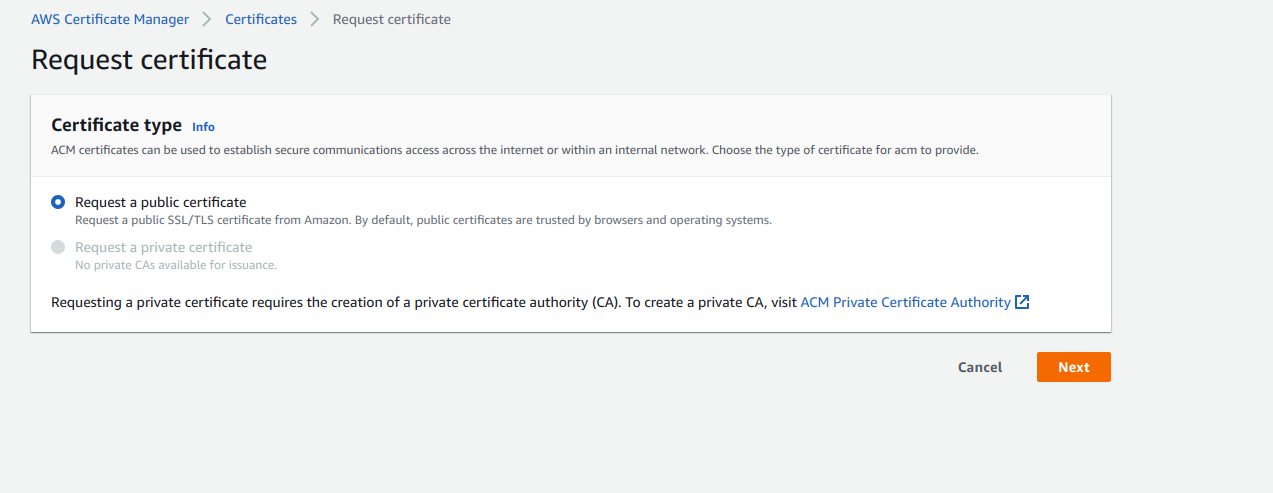 AWS Certificate Manager > Certificates > Request certificate
Request certificate
Certificate type Info
ACM certificates can be used to establish secure communications access across the internet or within an internal network. Choose the type of certificate for acm to provide.
Request a public certificate
Request a public SSL/TLS certificate from Amazon. By default, public certificates are trusted by browsers and operating systems.
Request a private certificate
No private CAs available for issuance.
Requesting a private certificate requires the creation of a private certificate authority (CA). To create a private CA, visit ACM Private Certificate Authority
Cancel Next